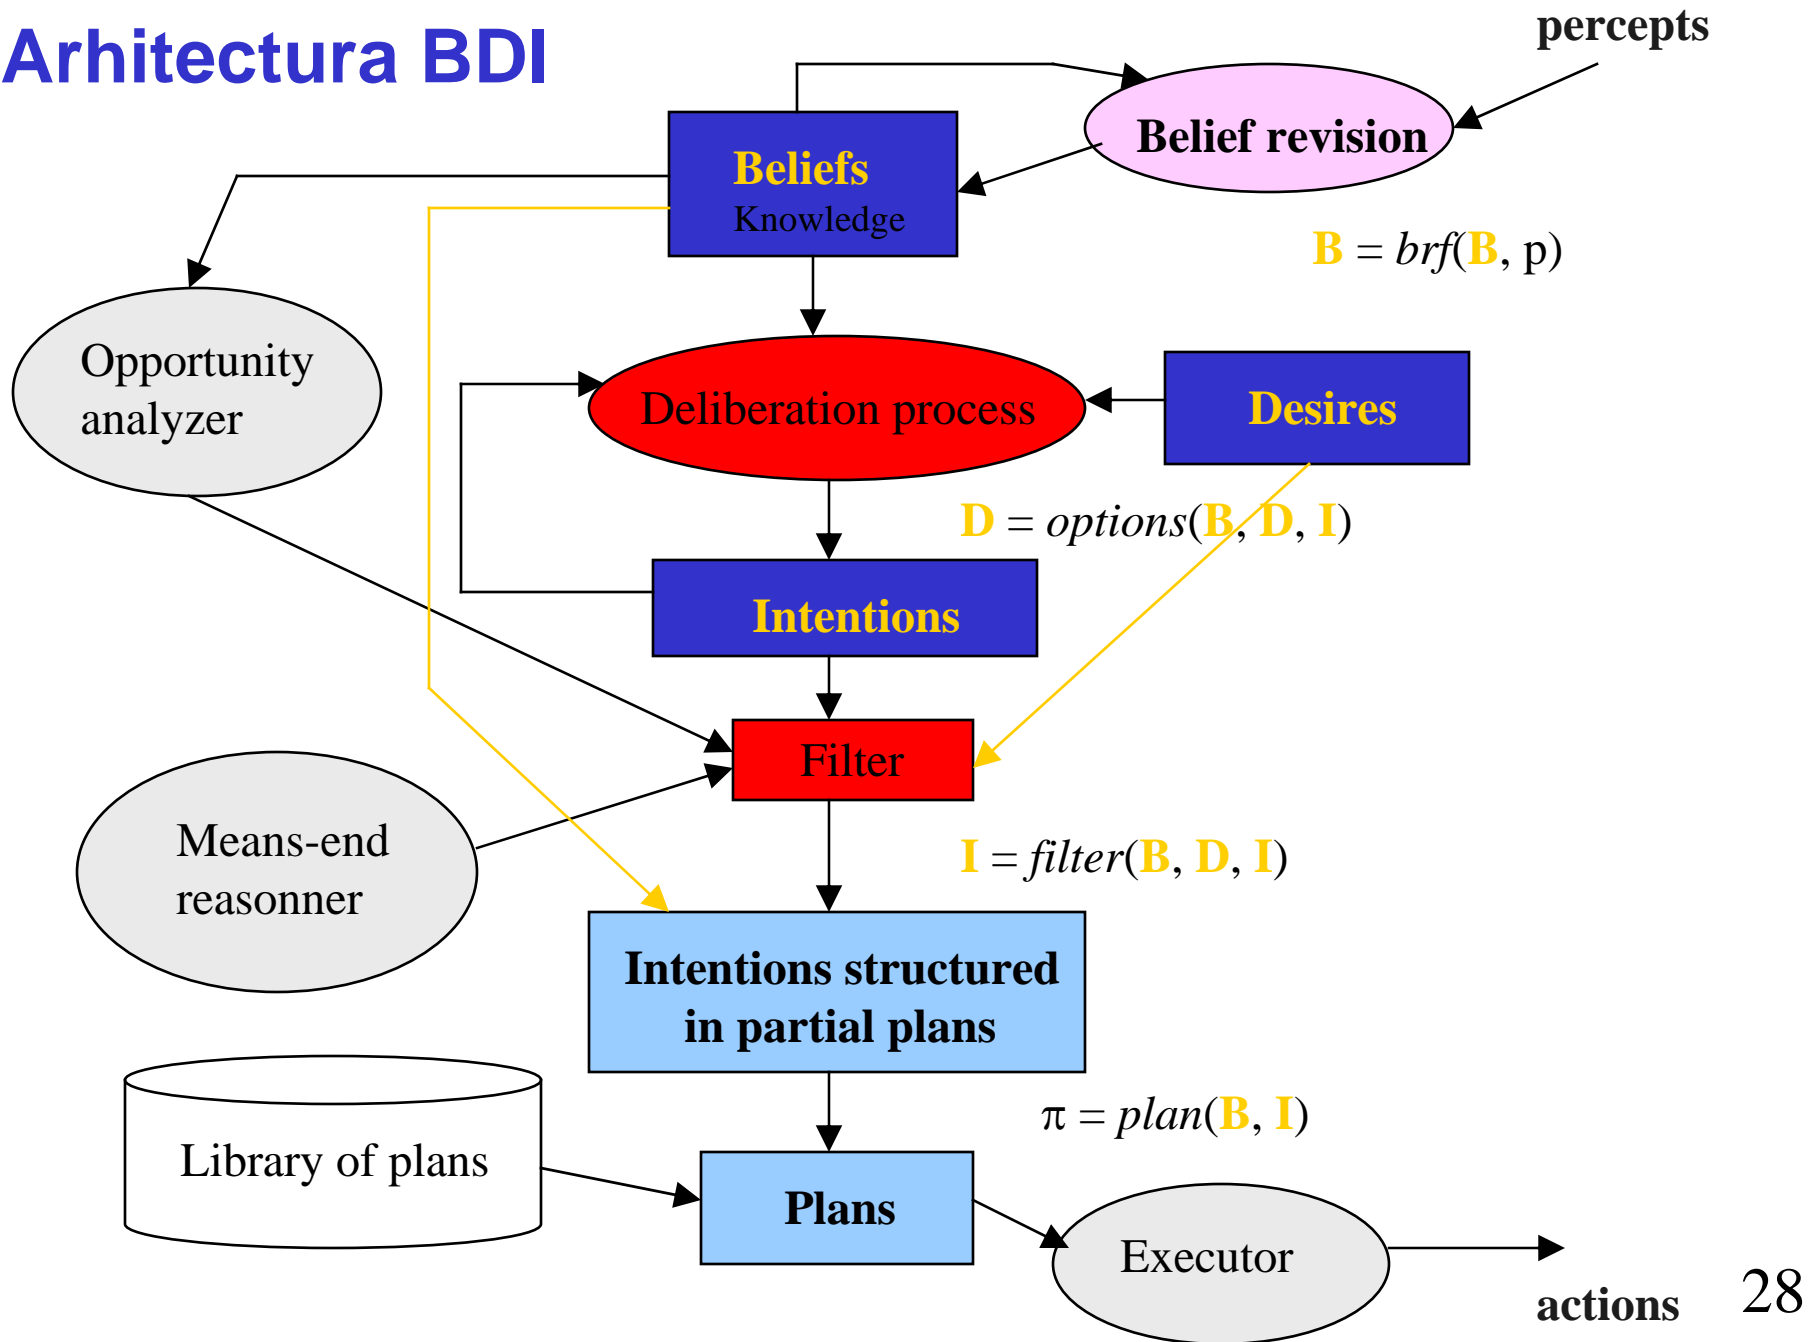 Arhitectura BDI
percepts
Belief revision
Beliefs
Knowledge
B = brf(B, p)
Opportunity
analyzer
Deliberation process
Desires
D = options(B, D, I)
Intentions
Filter
Means-end
reasonner
I = filter(B, D, I)
Intentions structured
in partial plans
π = plan(B, I)
Library of plans
Plans
Executor
actions
28